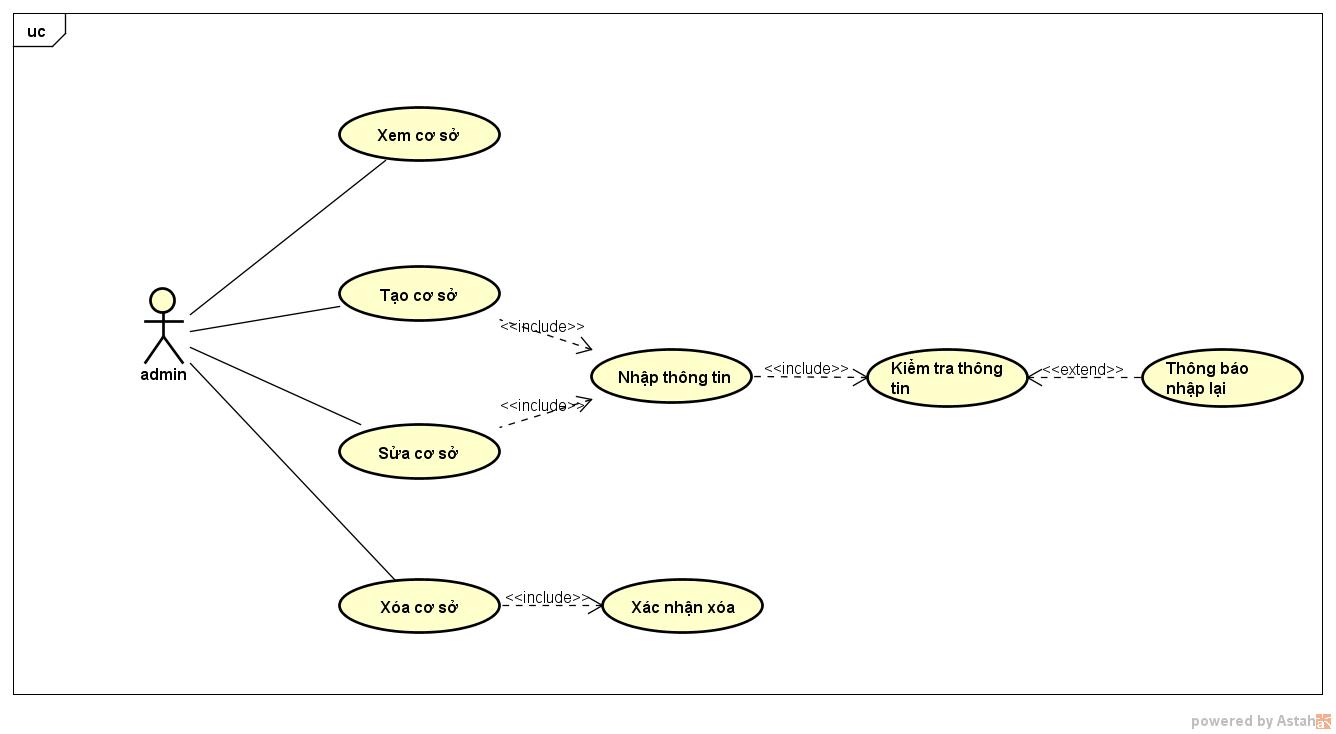 uc
Xem cơ sở
Tạo cơ sở
<<include>>
admin
Nhập thông tin
<<include>>
Kiểm tra thông
tin
<<extend>>
Thông báo
nhập lại
<<include>>
Sửa cơ sở
Xóa cơ sở
<<include>>
Xác nhận xóa
powered by Astah